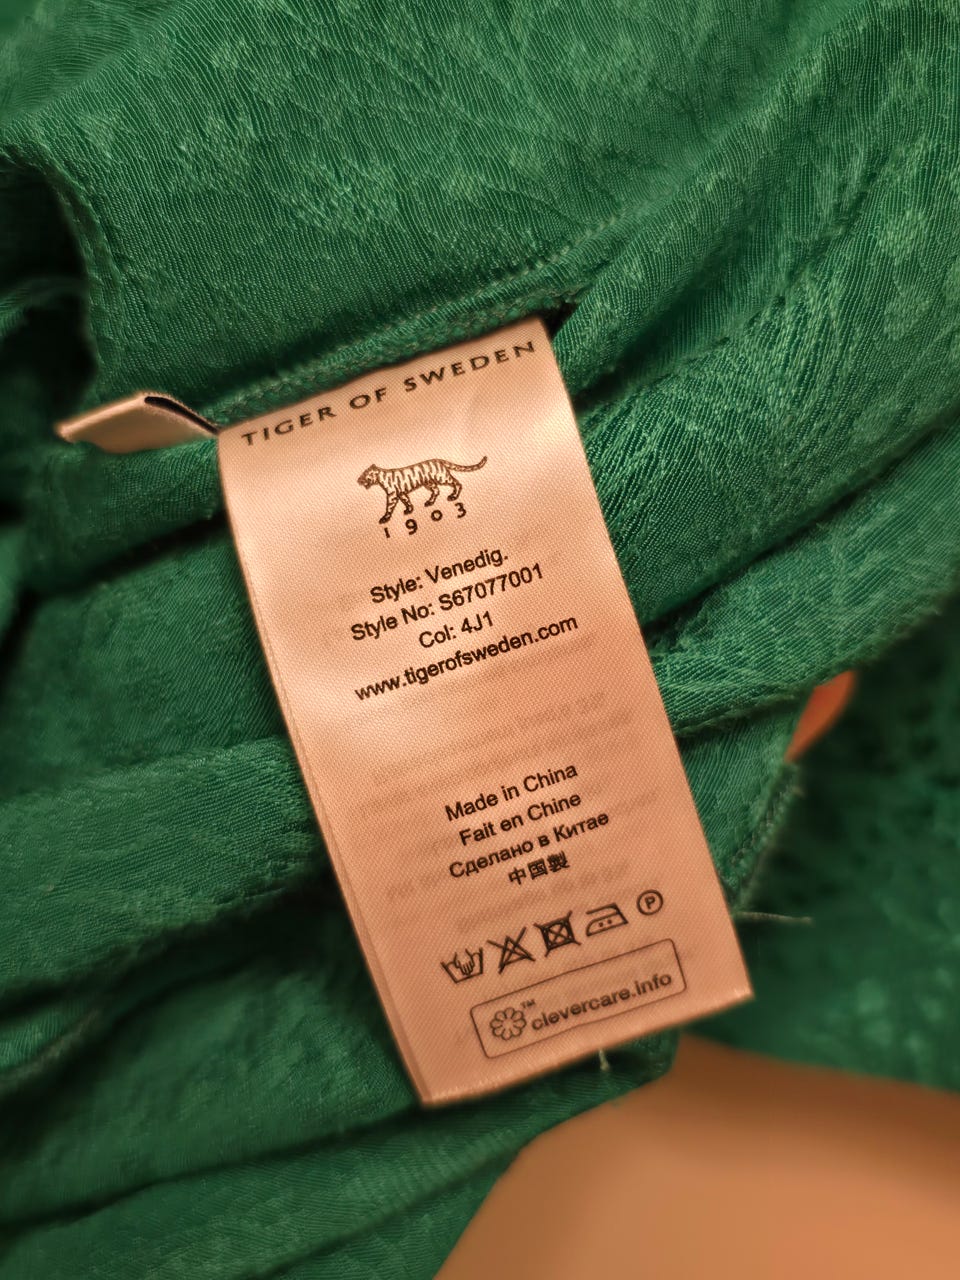 TIGER OF SWEDEN
1903
Style: Venedig.
Style No: S67077001
Col: 4J1
www.tigerofsweden.com
Made in China
Fait en Chine
Сделано в Китае
中国製
P
™
clevercare.info